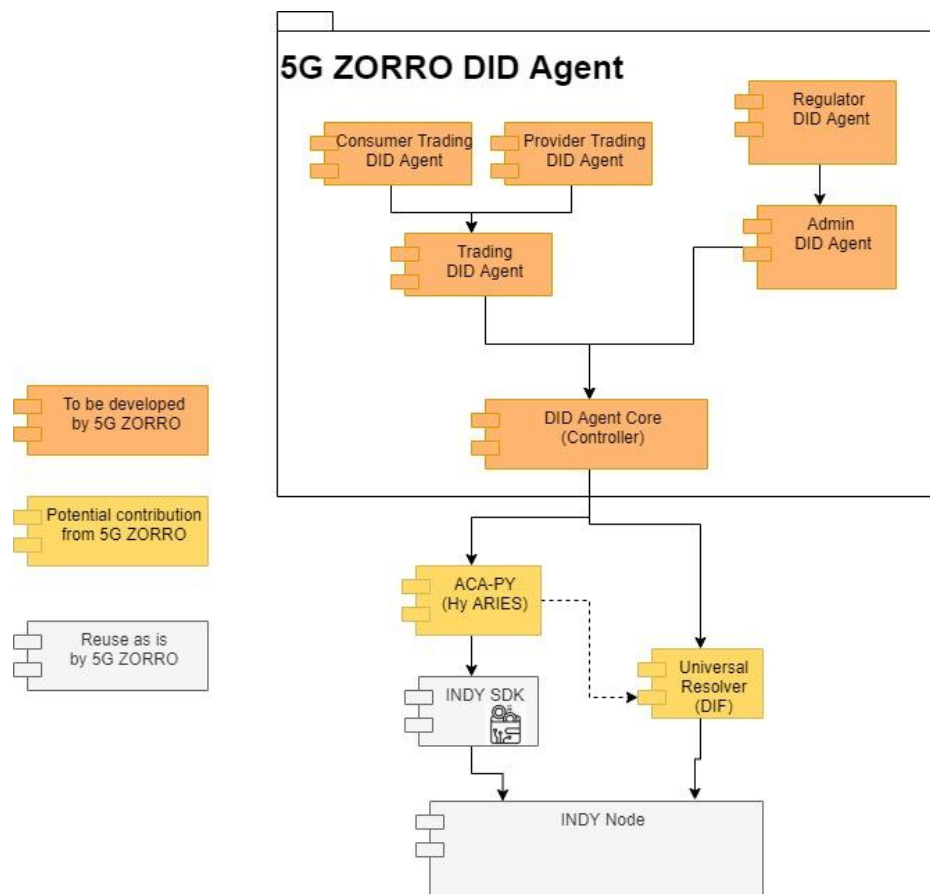 5G ZORRO DID Agent
Consumer Trading
DID Agent
Provider Trading
DID Agent
Regulator
DID Agent
Trading
DID Agent
Admin
DID Agent
DID Agent Core
(Controller)
To be developed
by 5G ZORRO
Potential contribution
from 5G ZORRO
Reuse as is
by 5G ZORRO
ACA-PY
(Hy ARIES)
INDY SDK
Universal
Resolver
(DIF)
INDY Node